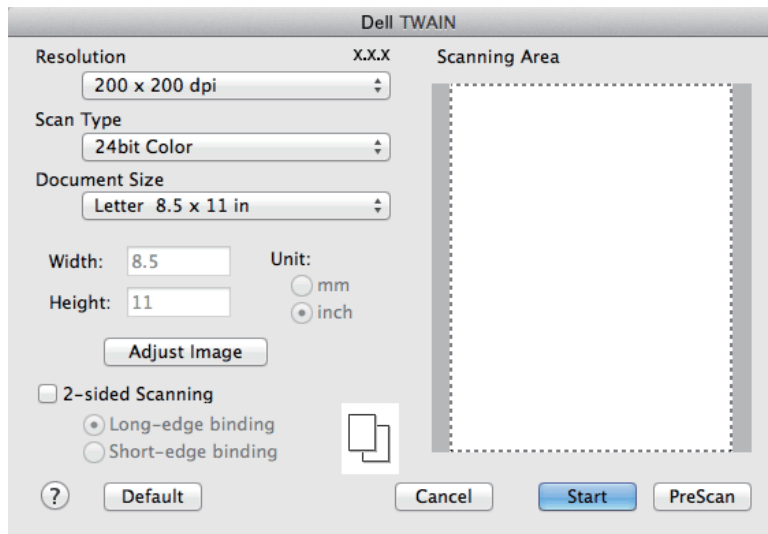 Dell TWAIN
Resolution X.X.X
200 x 200 dpi
Scan Type
24bit Color
Document Size
Letter 8.5 x 11 in
Width: 8.5
Height: 11
Unit:
mm
inch
Adjust Image
2-sided Scanning
Long-edge binding
Short-edge binding
Scanning Area
? Default Cancel Start PreScan